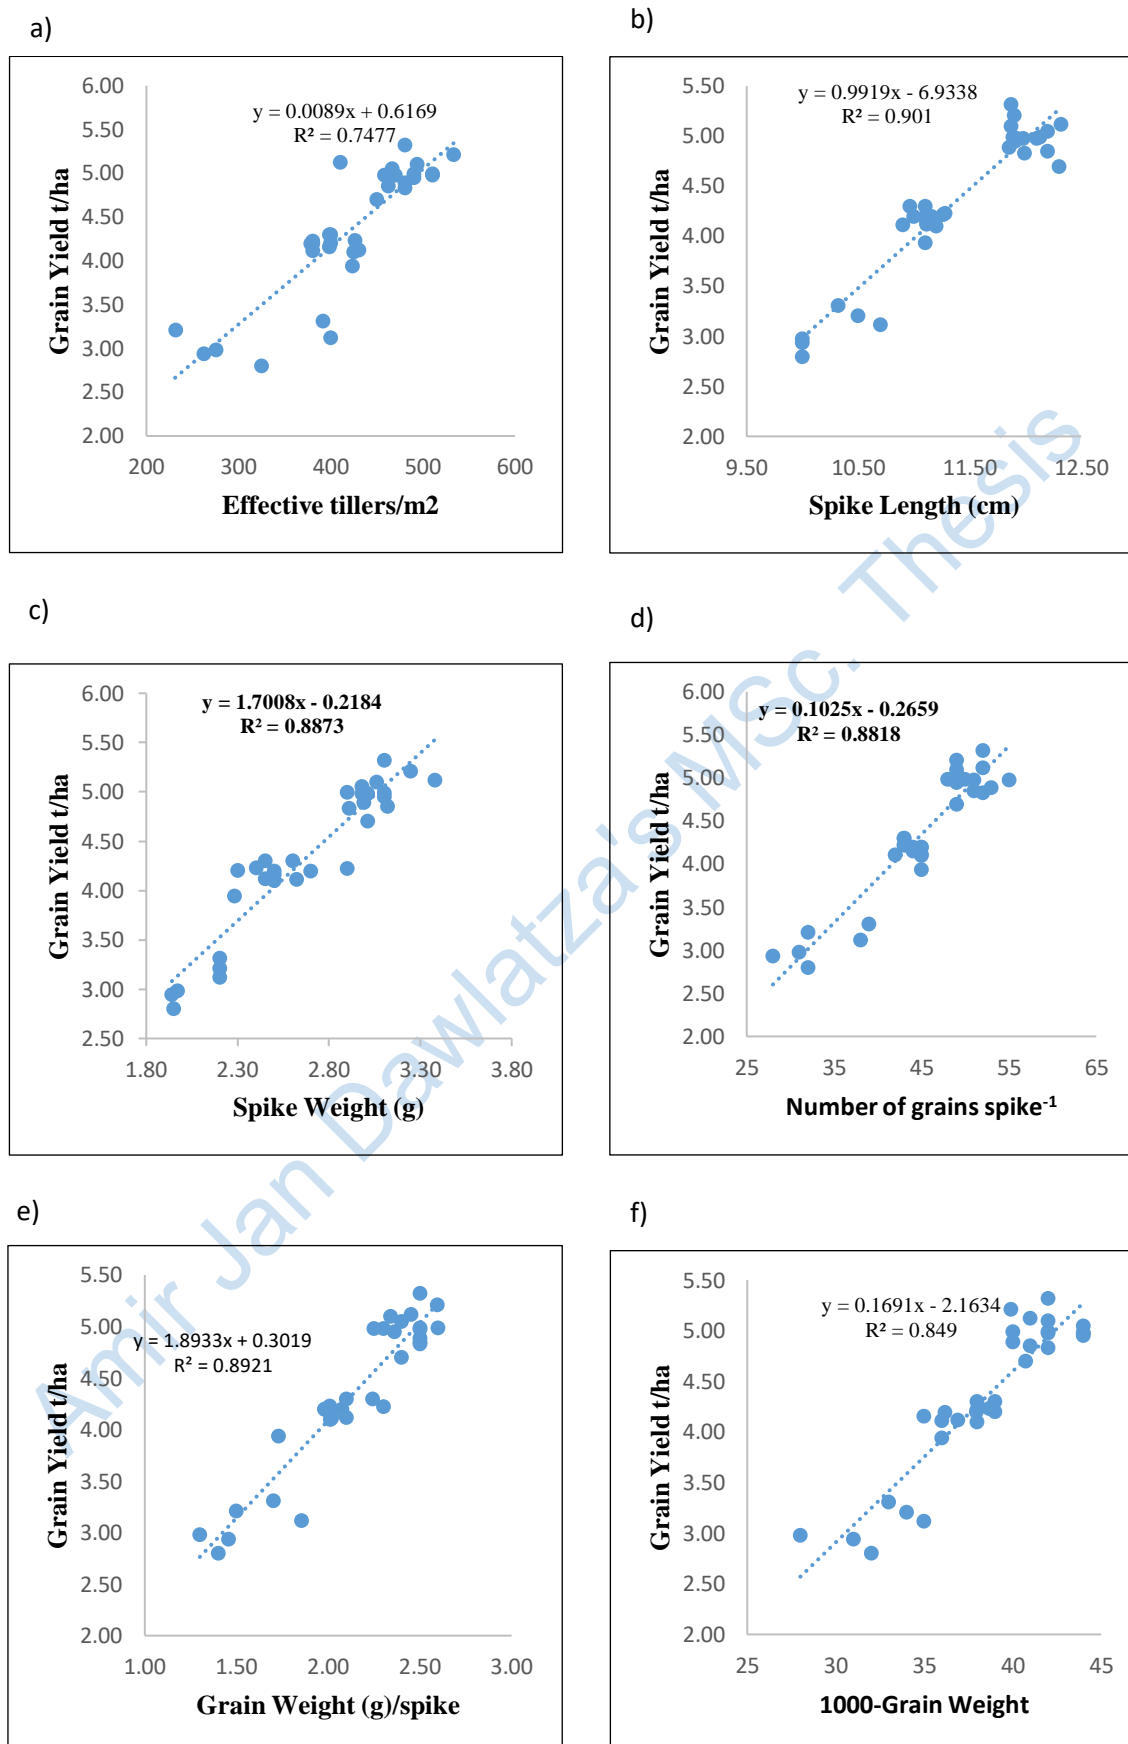 a)
6.00
5.50
5.00
4.50
4.00
3.50
3.00
2.50
2.00
200 300 400 500 600
y = 0.0089x + 0.6169
R² = 0.7477
Grain Yield t/ha
Effective tillers/m2
b)
5.50
5.00
4.50
4.00
3.50
3.00
2.50
2.00
9.50 10.50 11.50 12.50
y = 0.9919x - 6.9338
R² = 0.901
Grain Yield t/ha
Spike Length (cm)
c)
6.00
5.50
5.00
4.50
4.00
3.50
3.00
2.50
1.80 2.30 2.80 3.30 3.80
y = 1.7008x - 0.2184
R² = 0.8873
Grain Yield t/ha
Spike Weight (g)
d)
6.00
5.50
5.00
4.50
4.00
3.50
3.00
2.50
2.00
25 35 45 55 65
y = 0.1025x - 0.2659
R² = 0.8818
Grain Yield t/ha
Number of grains spike⁻¹
e)
5.50
5.00
4.50
4.00
3.50
3.00
2.50
2.00
1.00 1.50 2.00 2.50 3.00
y = 1.8933x + 0.3019
R² = 0.8921
Grain Yield t/ha
Grain Weight (g)/spike
f)
5.50
5.00
4.50
4.00
3.50
3.00
2.50
2.00
25 30 35 40 45
y = 0.1691x - 2.1634
R² = 0.849
Grain Yield t/ha
1000-Grain Weight
Amir Jan Dawlatza's MSc. Thesis